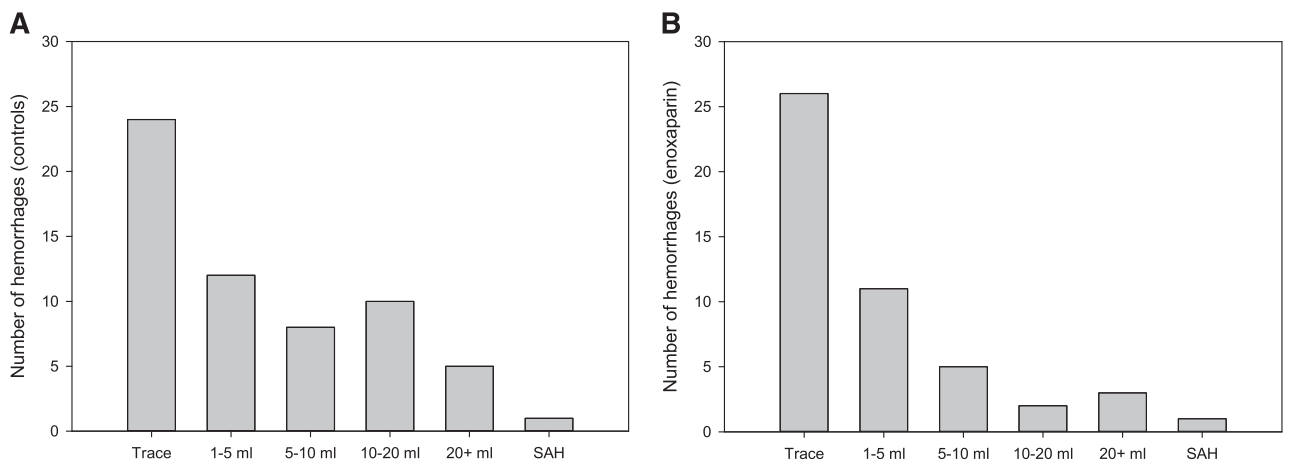 A
Number of hemorrhages (controls)
30
25
20
15
10
5
0
Trace 1-5 ml 5-10 ml 10-20 ml 20+ ml SAH
B
Number of hemorrhages (enoxaparin)
30
25
20
15
10
5
0
Trace 1-5 ml 5-10 ml 10-20 ml 20+ ml SAH